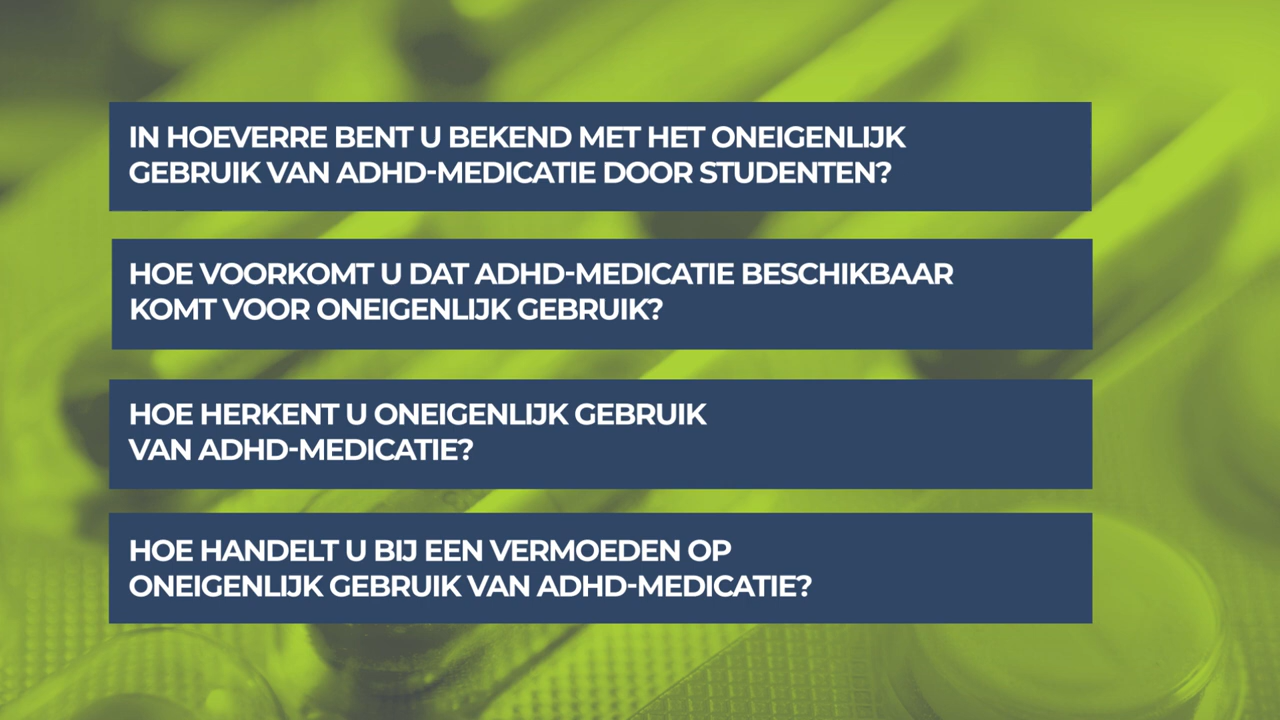 IN HOEVERRE BENT U BEKEND MET HET ONEIGENLIJK
GEBRUIK VAN ADHD-MEDICATIE DOOR STUDENTEN?
HOE VOORKOMT U DAT ADHD-MEDICATIE BESCHIKBAAR
KOMT VOOR ONEIGENLIJK GEBRUIK?
HOE HERKENT U ONEIGENLIJK GEBRUIK
VAN ADHD-MEDICATIE?
HOE HANDELT U BIJ EEN VERMOEDEN OP
ONEIGENLIJK GEBRUIK VAN ADHD-MEDICATIE?